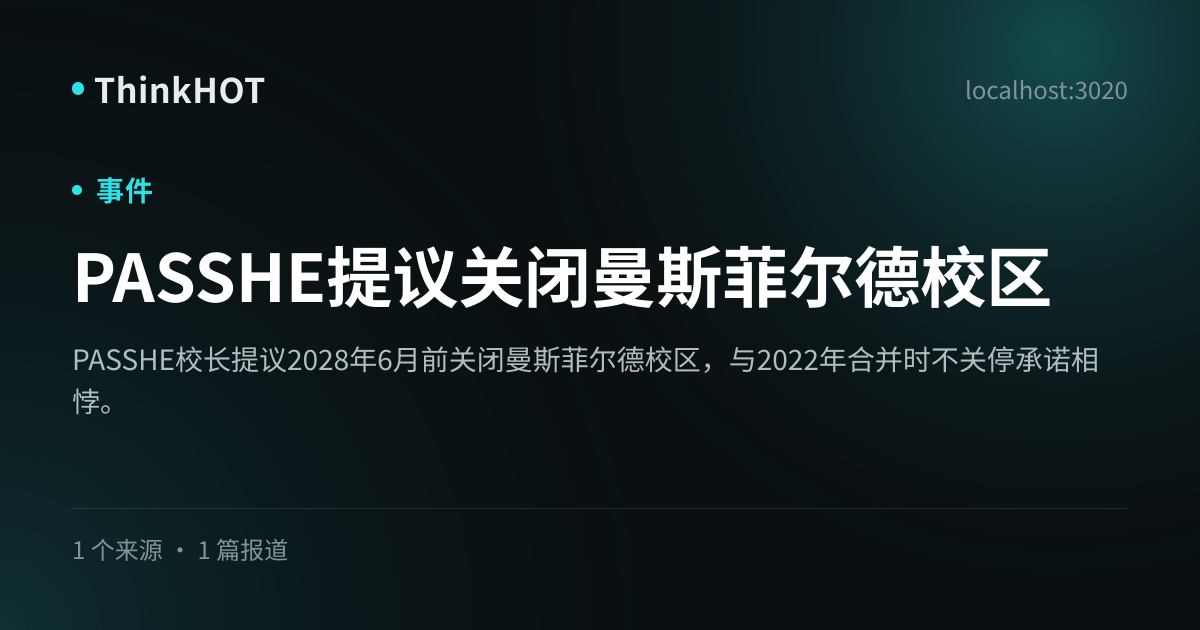 ThinkHOT
localhost:3020
事件
PASSHE提议关闭曼斯菲尔德校区
PASSHE校长提议2028年6月前关闭曼斯菲尔德校区，与2022年合并时不关停承诺相
悖。
1 个来源 · 1 篇报道